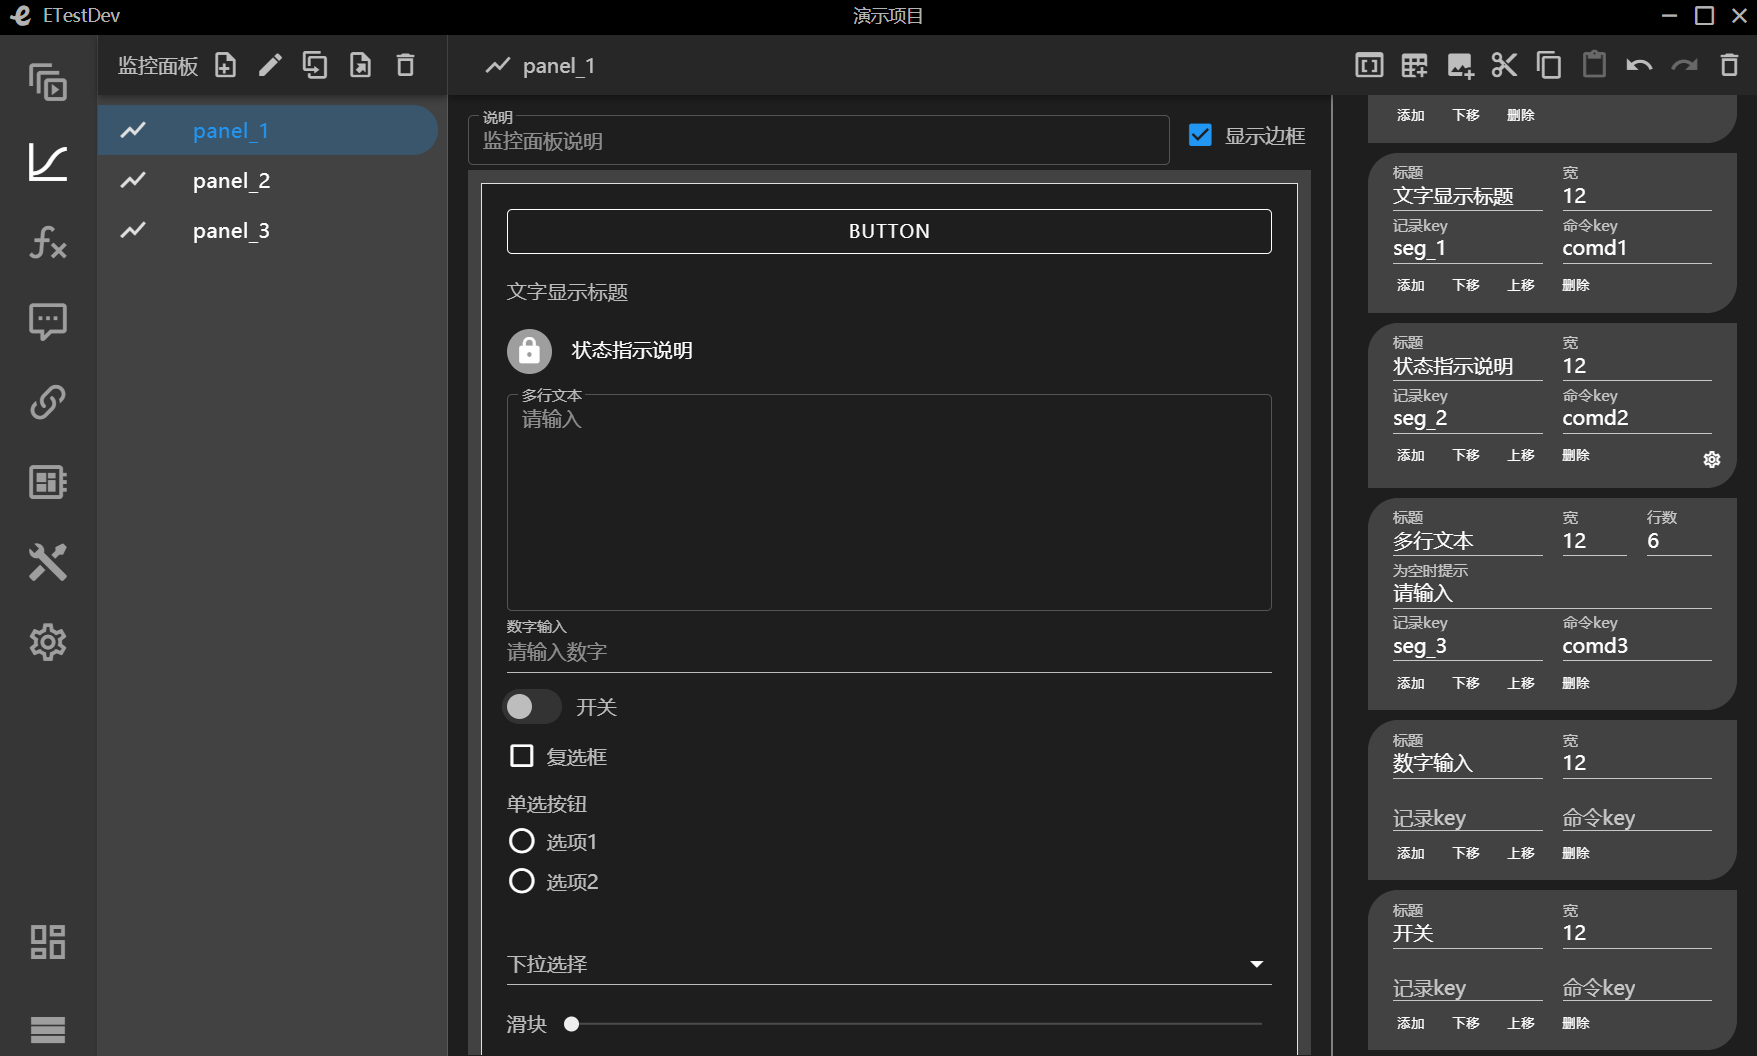 ETestDev
演示项目
监控面板
panel_1
panel_2
panel_3
panel_1
说明
监控面板说明
显示边框
BUTTON
文字显示标题
状态指示说明
多行文本
请输入
数字输入
请输入数字
开关
复选框
单选按钮
选项1
选项2
下拉选择
滑块
添加 下移 删除
标题 宽
文字显示标题 12
记录key 命令key
seg_1 comd1
添加 下移 上移 删除
标题 宽
状态指示说明 12
记录key 命令key
seg_2 comd2
添加 下移 上移 删除
标题 宽 行数
多行文本 12 6
为空时提示
请输入
记录key 命令key
seg_3 comd3
添加 下移 上移 删除
标题 宽
数字输入 12
记录key 命令key
添加 下移 上移 删除
标题 宽
开关 12
记录key 命令key
添加 下移 上移 删除